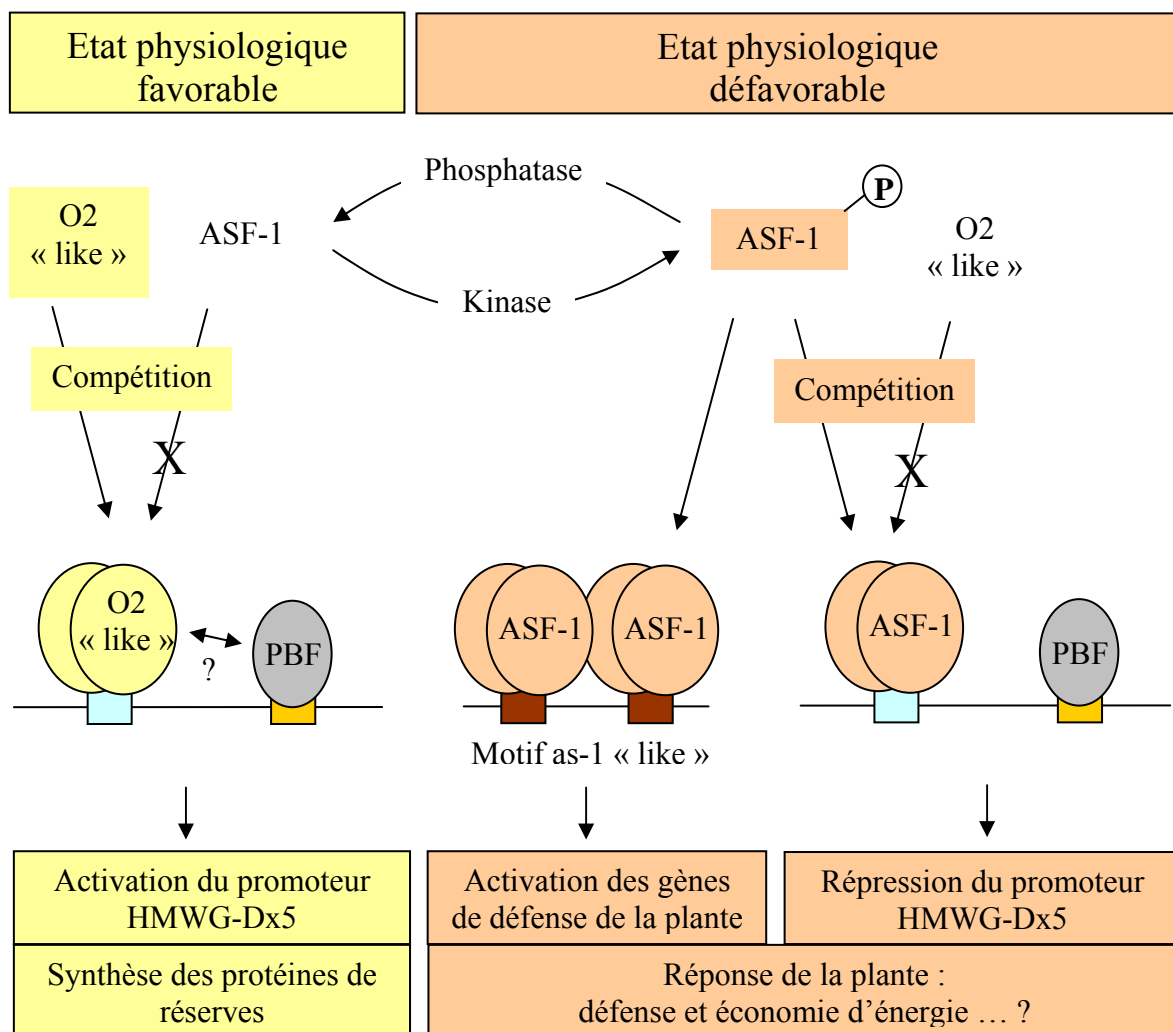 Etat physiologique
favorable
Etat physiologique
défavorable
Phosphatase
P
O2
« like »
ASF-1
ASF-1
O2
« like »
Kinase
Compétition
Compétition
X
X
O2
« like »
?
PBF
ASF-1
ASF-1
ASF-1
PBF
Motif as-1 « like »
Activation du promoteur
HMWG-Dx5
Activation des gènes
de défense de la plante
Répression du promoteur
HMWG-Dx5
Synthèse des protéines de
réserves
Réponse de la plante :
défense et économie d’énergie … ?